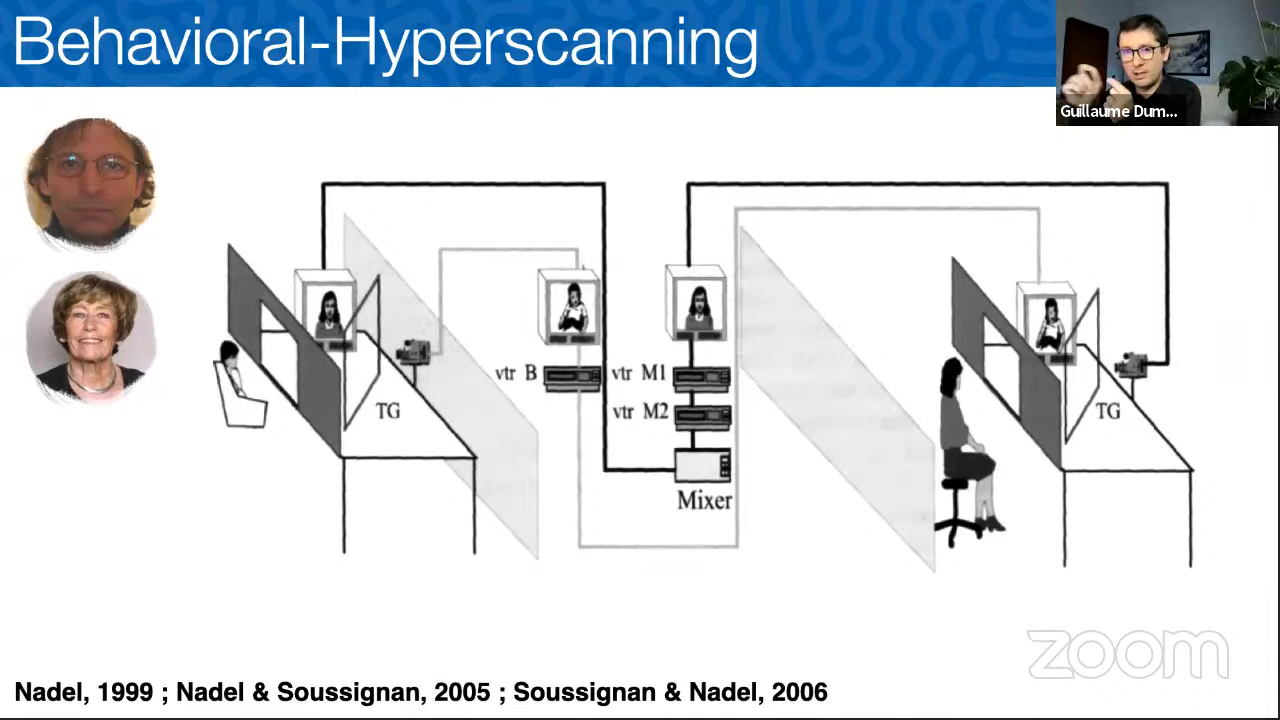 Behavioral-Hyperscanning
Guillaume Dum...
vtr B
vtr M1
vtr M2
TG
TG
Mixer
zoom
Nadel, 1999 ; Nadel & Soussignan, 2005 ; Soussignan & Nadel, 2006